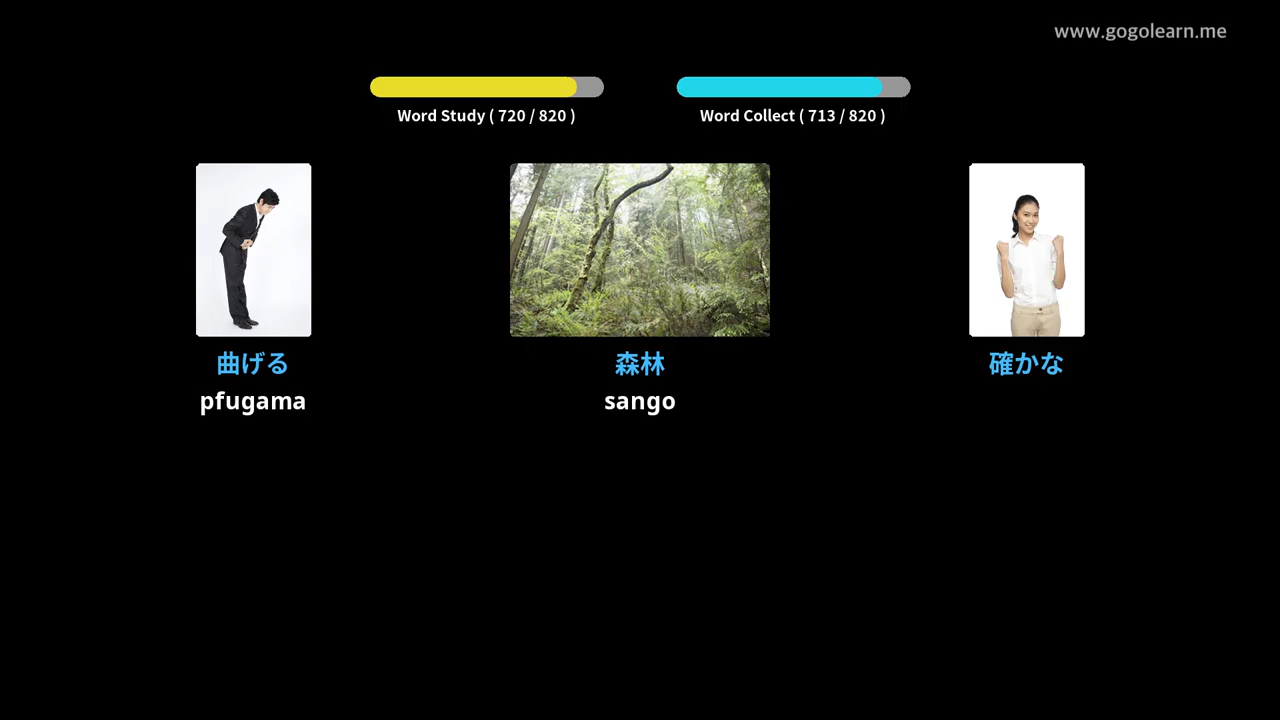 www.gogolearn.me
Word Study ( 720 / 820 )
Word Collect ( 713 / 820 )
曲げる
pfugama
森林
sango
確かな